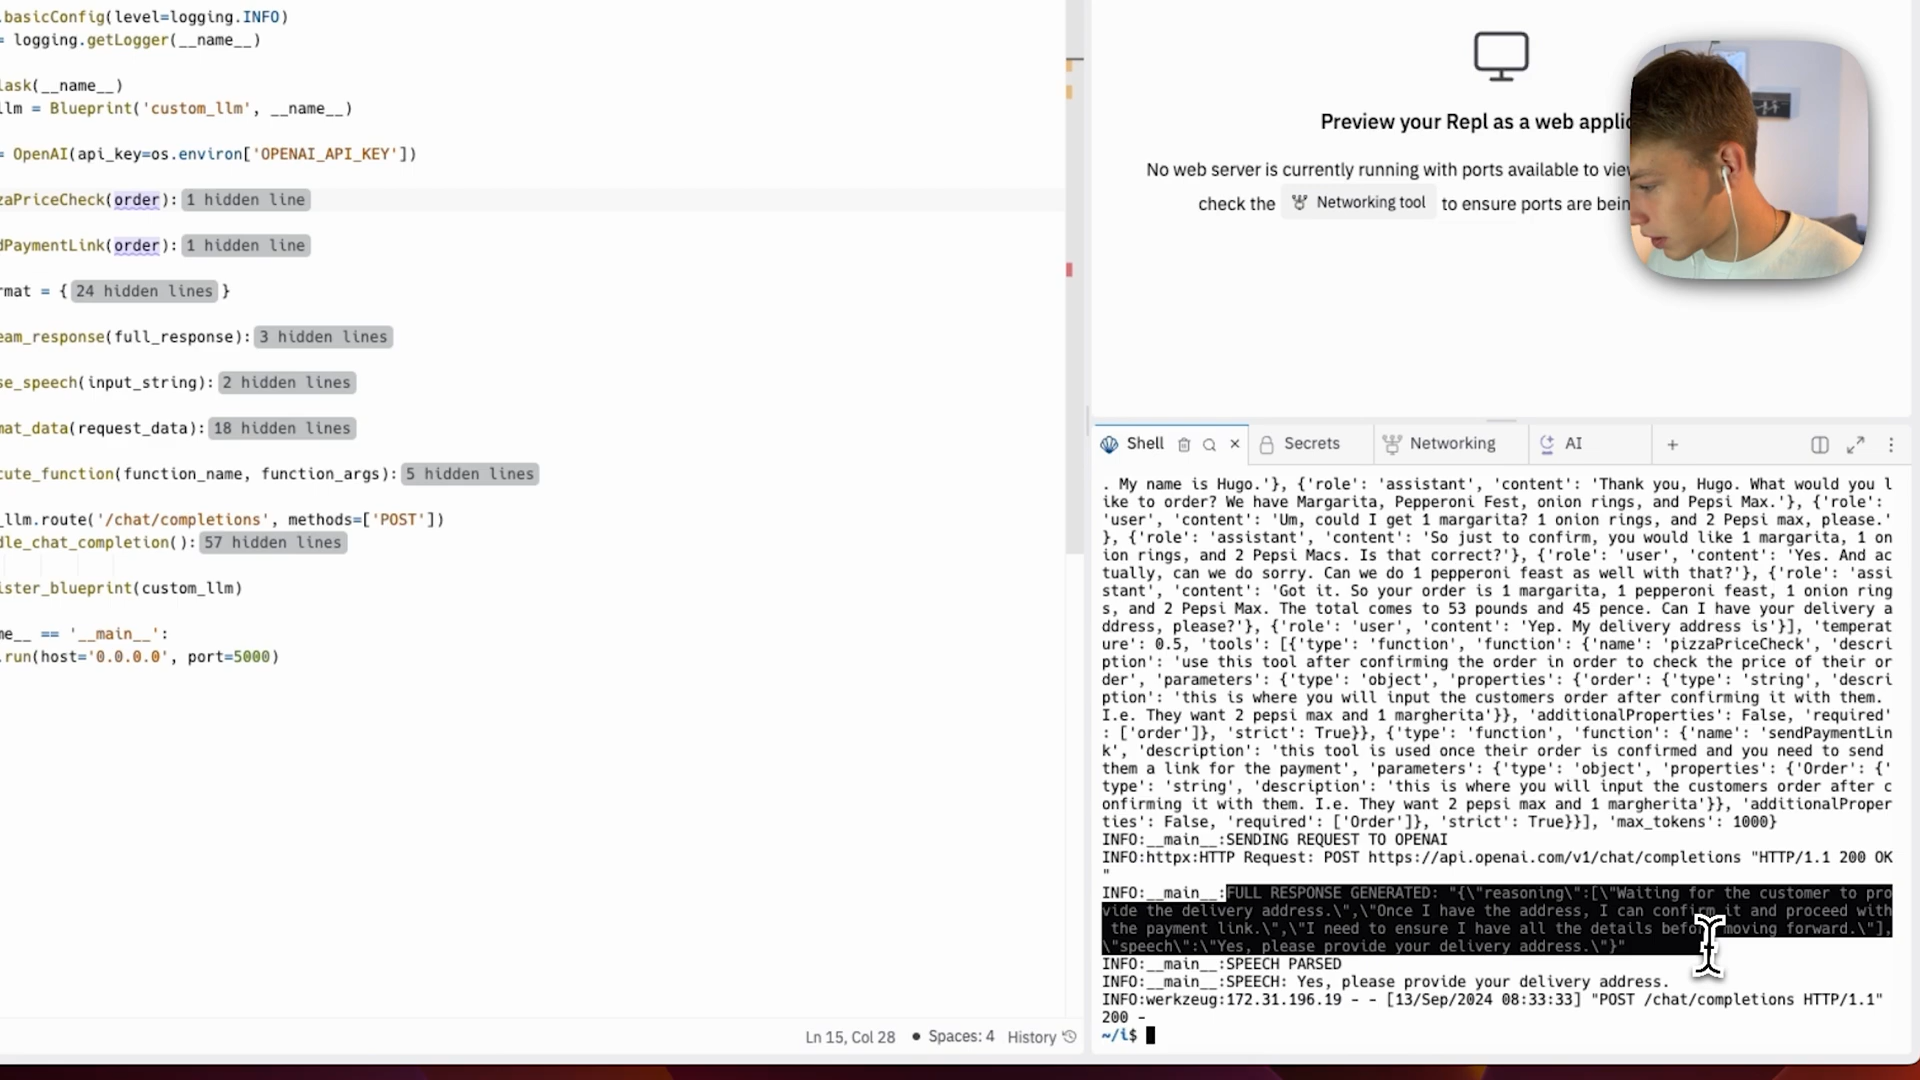 .basicConfig(level=logging.INFO)
= logging.getLogger(__name__)
lask(__name__)
llm = Blueprint('custom_llm', __name__)
= OpenAI(api_key=os.environ['OPENAI_API_KEY'])
zaPriceCheck(order): 1 hidden line
dPaymentLink(order): 1 hidden line
rmat = { 24 hidden lines }
eam_response(full_response): 3 hidden lines
se_speech(input_string): 2 hidden lines
mat_data(request_data): 18 hidden lines
cute_function(function_name, function_args): 5 hidden lines
_llm.route('/chat/completions', methods=['POST'])
dle_chat_completion(): 57 hidden lines
ister_blueprint(custom_llm)
me__ == '__main__':
.run(host='0.0.0.0', port=5000)
Ln 15, Col 28 • Spaces: 4 History
Preview your Repl as a web applic
No web server is currently running with ports available to vie
check the Networking tool to ensure ports are bein
Shell Secrets Networking AI
. My name is Hugo.'}, {'role': 'assistant', 'content': 'Thank you, Hugo. What would you l
ike to order? We have Margarita, Pepperoni Fest, onion rings, and Pepsi Max.'}, {'role':
'user', 'content': 'Um, could I get 1 margarita? 1 onion rings, and 2 Pepsi max, please.'
}, {'role': 'assistant', 'content': 'So just to confirm, you would like 1 margarita, 1 on
ion rings, and 2 Pepsi Macs. Is that correct?'}, {'role': 'user', 'content': 'Yes. And ac
tually, can we do sorry. Can we do 1 pepperoni feast as well with that?'}, {'role': 'assi
stant', 'content': 'Got it. So your order is 1 margarita, 1 pepperoni feast, 1 onion ring
s, and 2 Pepsi Max. The total comes to 53 pounds and 45 pence. Can I have your delivery a
ddress, please?'}, {'role': 'user', 'content': 'Yep. My delivery address is'}], 'temperat
ure': 0.5, 'tools': [{'type': 'function', 'function': {'name': 'pizzaPriceCheck', 'descri
ption': 'use this tool after confirming the order in order to check the price of their or
der', 'parameters': {'type': 'object', 'properties': {'order': {'type': 'string', 'descri
ption': 'this is where you will input the customers order after confirming it with them.
I.e. They want 2 pepsi max and 1 margherita'}}, 'additionalProperties': False, 'required'
: ['order']}, 'strict': True}}, {'type': 'function', 'function': {'name': 'sendPaymentLin
k', 'description': 'this tool is used once their order is confirmed and you need to send
them a link for the payment', 'parameters': {'type': 'object', 'properties': {'Order': {'
type': 'string', 'description': 'this is where you will input the customers order after c
onfirming it with them. I.e. They want 2 pepsi max and 1 margherita'}}, 'additionalProper
ties': False, 'required': ['Order']}, 'strict': True}}], 'max_tokens': 1000}
INFO:__main__:SENDING REQUEST TO OPENAI
INFO:httpx:HTTP Request: POST https://api.openai.com/v1/chat/completions "HTTP/1.1 200 OK
"
INFO:__main__:FULL RESPONSE GENERATED: "{\"reasoning\":[\"Waiting for the customer to pro
vide the delivery address.\",\"Once I have the address, I can confirm it and proceed with
the payment link.\",\"I need to ensure I have all the details before moving forward.\"],
\"speech\":\"Yes, please provide your delivery address.\"}"
INFO:__main__:SPEECH PARSED
INFO:__main__:SPEECH: Yes, please provide your delivery address.
INFO:werkzeug:172.31.196.19 - - [13/Sep/2024 08:33:33] "POST /chat/completions HTTP/1.1"
200 -
~/i$